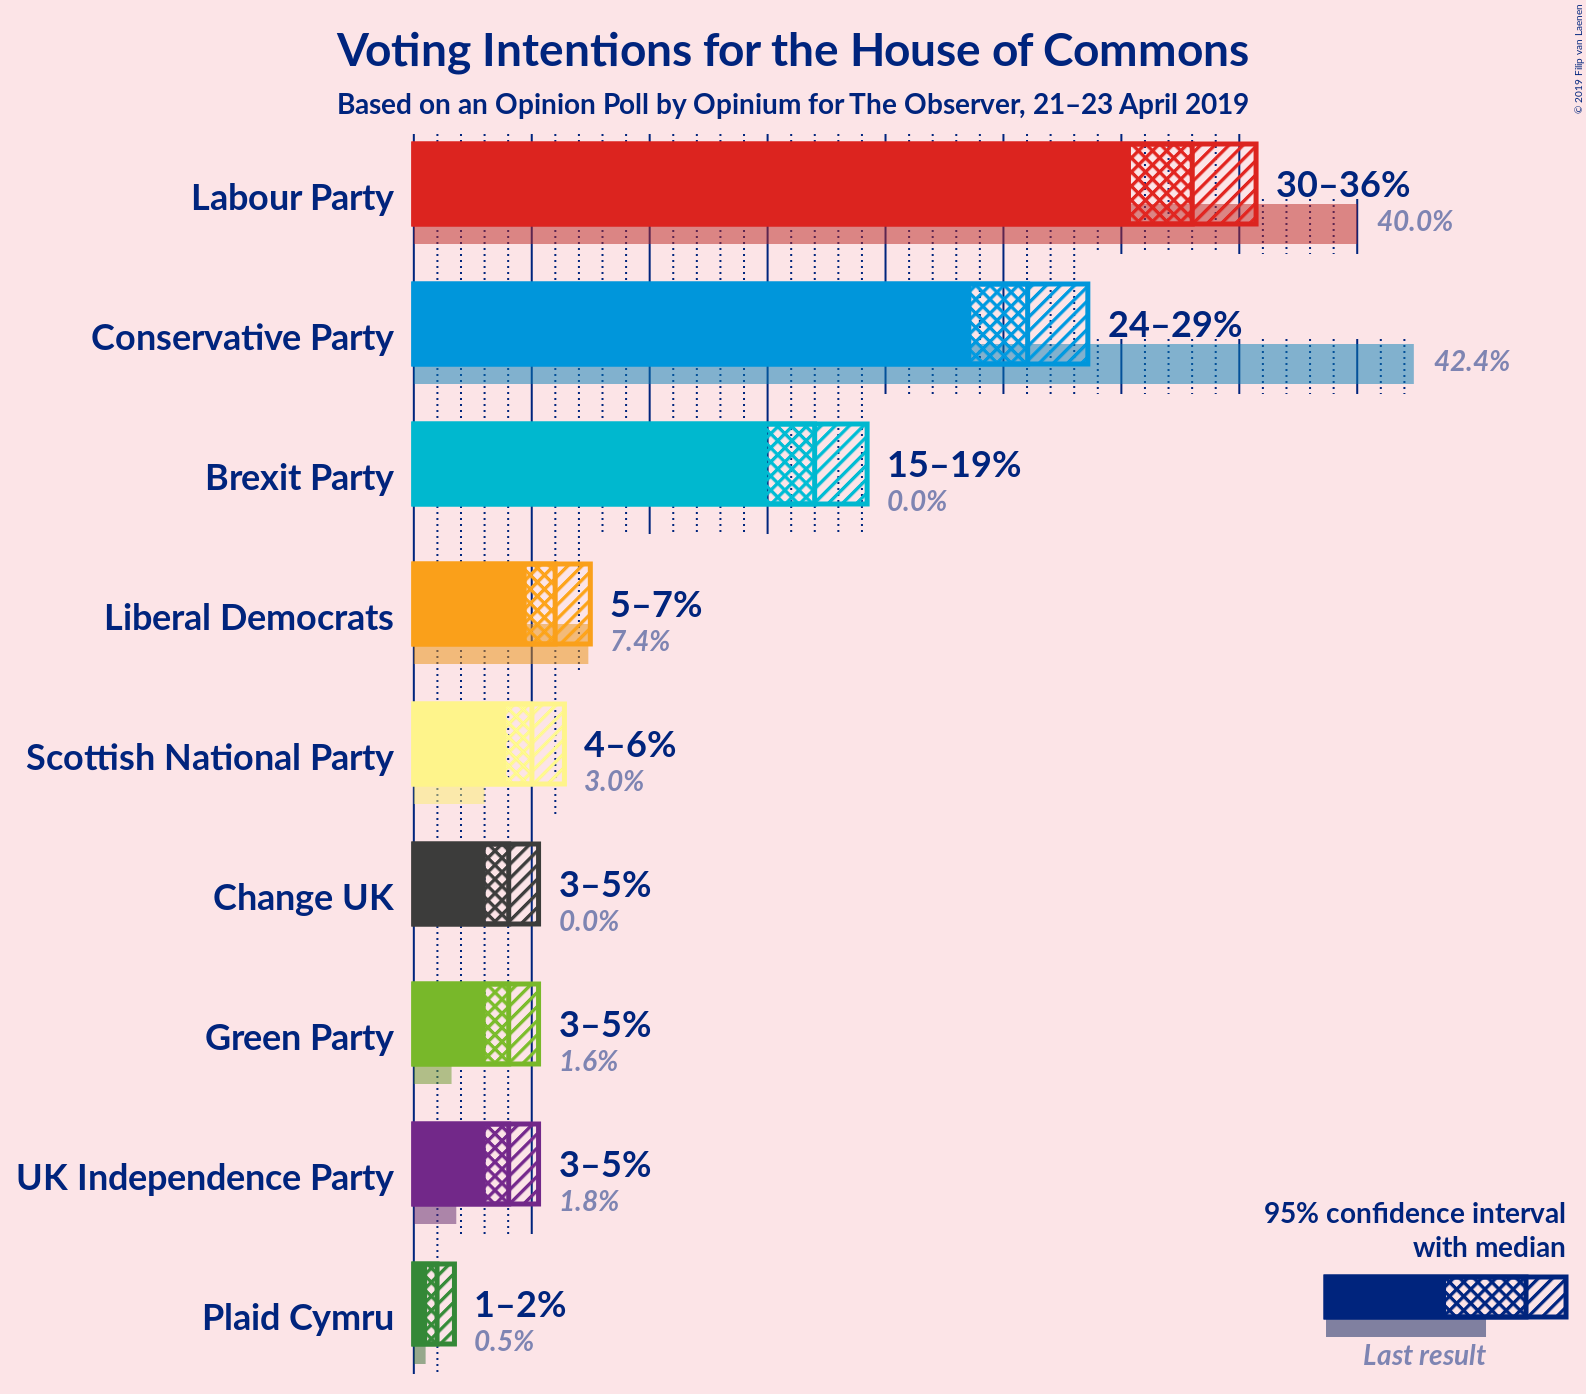 Voting Intentions for the House of Commons
Based on an Opinion Poll by Opinium for The Observer, 21–23 April 2019
© 2019 Filip van Laenen
Labour Party
30–36%
40.0%
Conservative Party
24–29%
42.4%
Brexit Party
15–19%
0.0%
Liberal Democrats
5–7%
7.4%
Scottish National Party
4–6%
3.0%
Change UK
3–5%
0.0%
Green Party
3–5%
1.6%
UK Independence Party
3–5%
1.8%
Plaid Cymru
1–2%
0.5%
95% confidence interval
with median
Last result